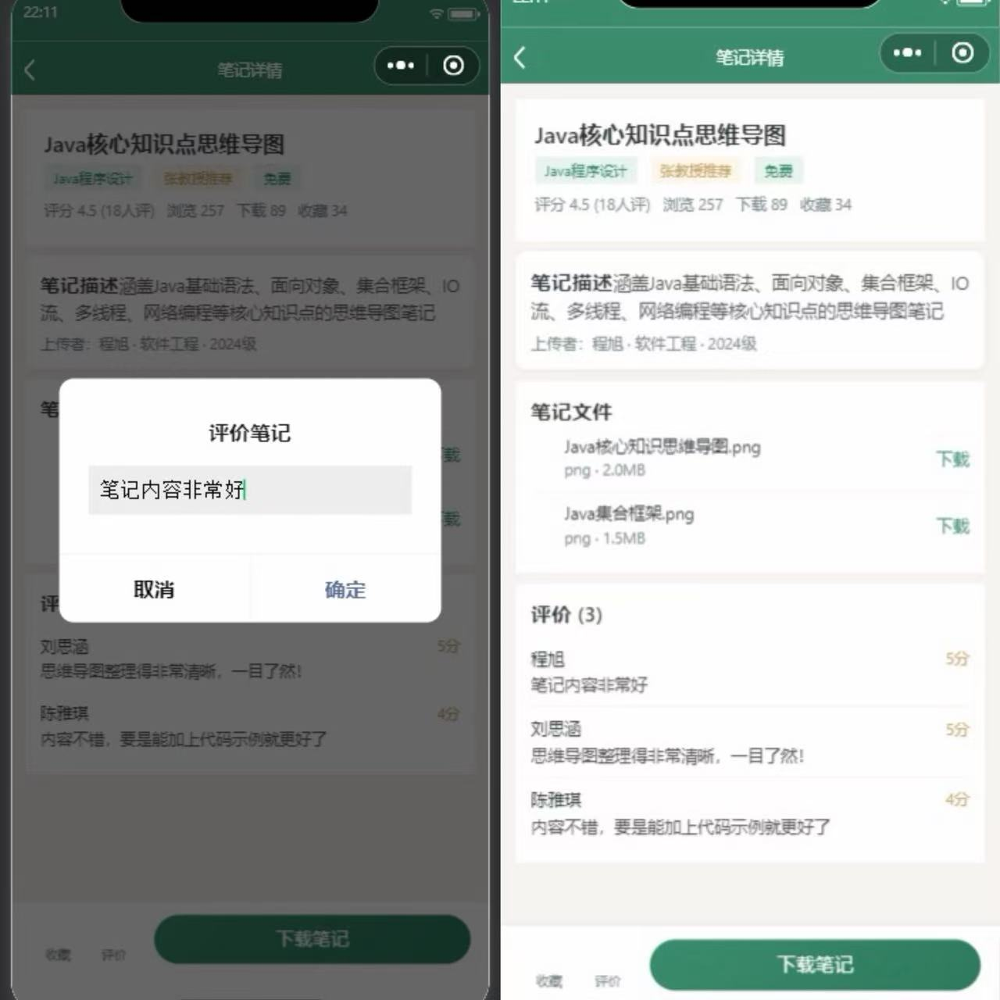 22:11
笔记详情
Java核心知识点思维导图
Java程序设计 张教授推荐 免费
评分 4.5 (18人评) 浏览 257 下载 89 收藏 34
笔记描述涵盖Java基础语法、面向对象、集合框架、IO
流、多线程、网络编程等核心知识点的思维导图笔记
上传者：程旭 · 软件工程 · 2024级
笔
下载
评价笔记
笔记内容非常好
下载
取消 确定
评
刘思涵 5分
思维导图整理得非常清晰，一目了然!
陈雅琪 4分
内容不错，要是能加上代码示例就更好了
收藏 评价 下载笔记
笔记详情
Java核心知识点思维导图
Java程序设计 张教授推荐 免费
评分 4.5 (18人评) 浏览 257 下载 89 收藏 34
笔记描述涵盖Java基础语法、面向对象、集合框架、IO
流、多线程、网络编程等核心知识点的思维导图笔记
上传者：程旭 · 软件工程 · 2024级
笔记文件
Java核心知识思维导图.png
png · 2.0MB
下载
Java集合框架.png
png · 1.5MB
下载
评价 (3)
程旭 5分
笔记内容非常好
刘思涵 5分
思维导图整理得非常清晰，一目了然!
陈雅琪 4分
内容不错，要是能加上代码示例就更好了
收藏 评价 下载笔记